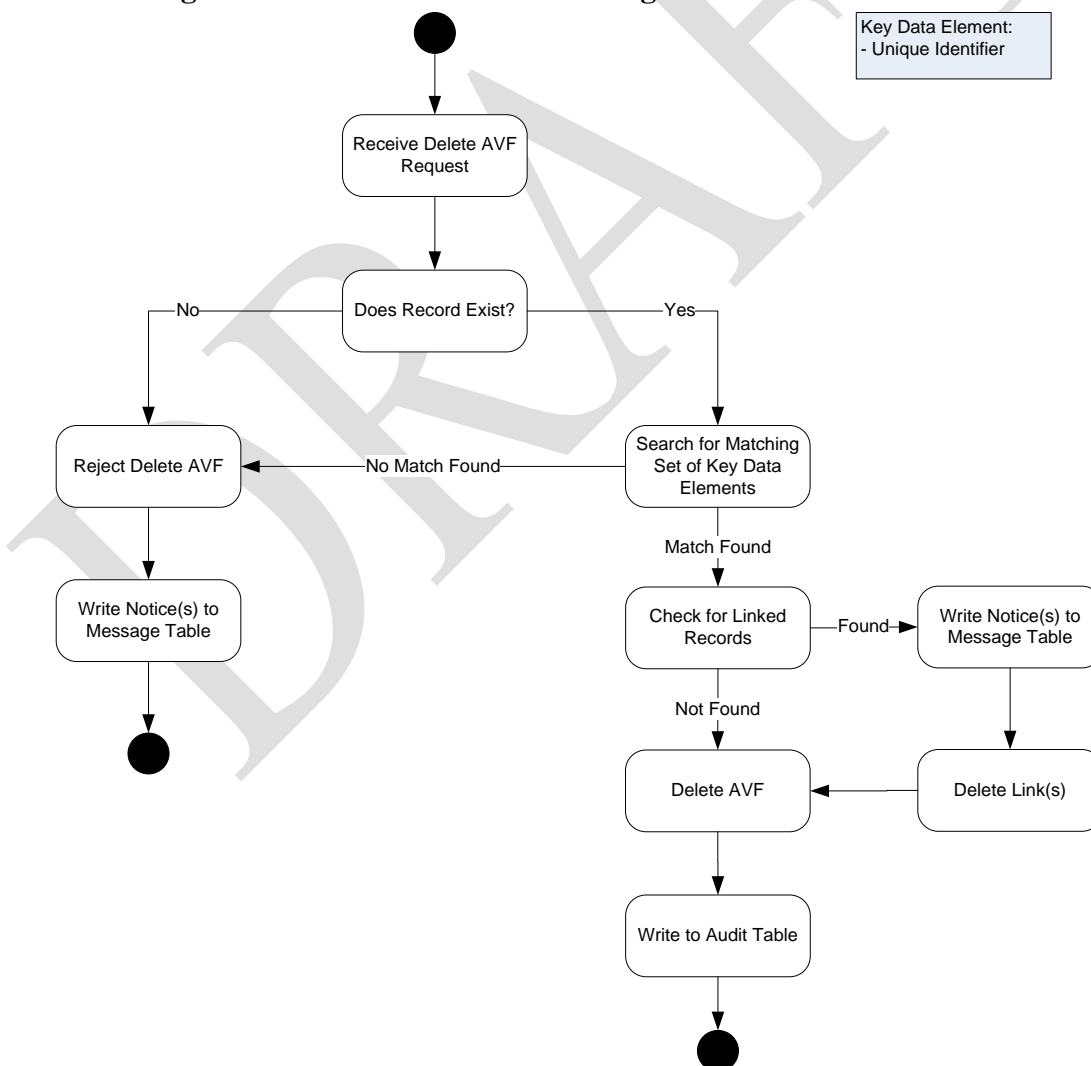 Key Data Element:
- Unique Identifier
Receive Delete AVF
Request
Does Record Exist?
No
Yes
Reject Delete AVF
No Match Found
Search for Matching
Set of Key Data
Elements
Match Found
Write Notice(s) to
Message Table
Check for Linked
Records
Found
Write Notice(s) to
Message Table
Not Found
Delete AVF
Delete Link(s)
Write to Audit Table
DRAF